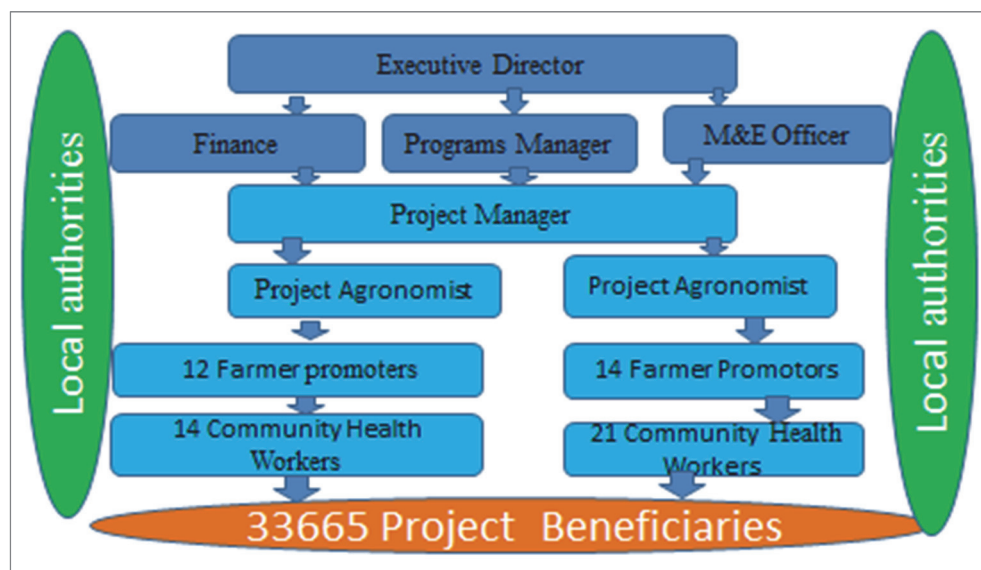 Local authorities
Executive Director
Finance
Programs Manager
M&E Officer
Local authorities
Project Manager
Project Agronomist
Project Agronomist
12 Farmer promoters
14 Farmer Promotors
14 Community Health
Workers
21 Community Health
Workers
33665 Project Beneficiaries